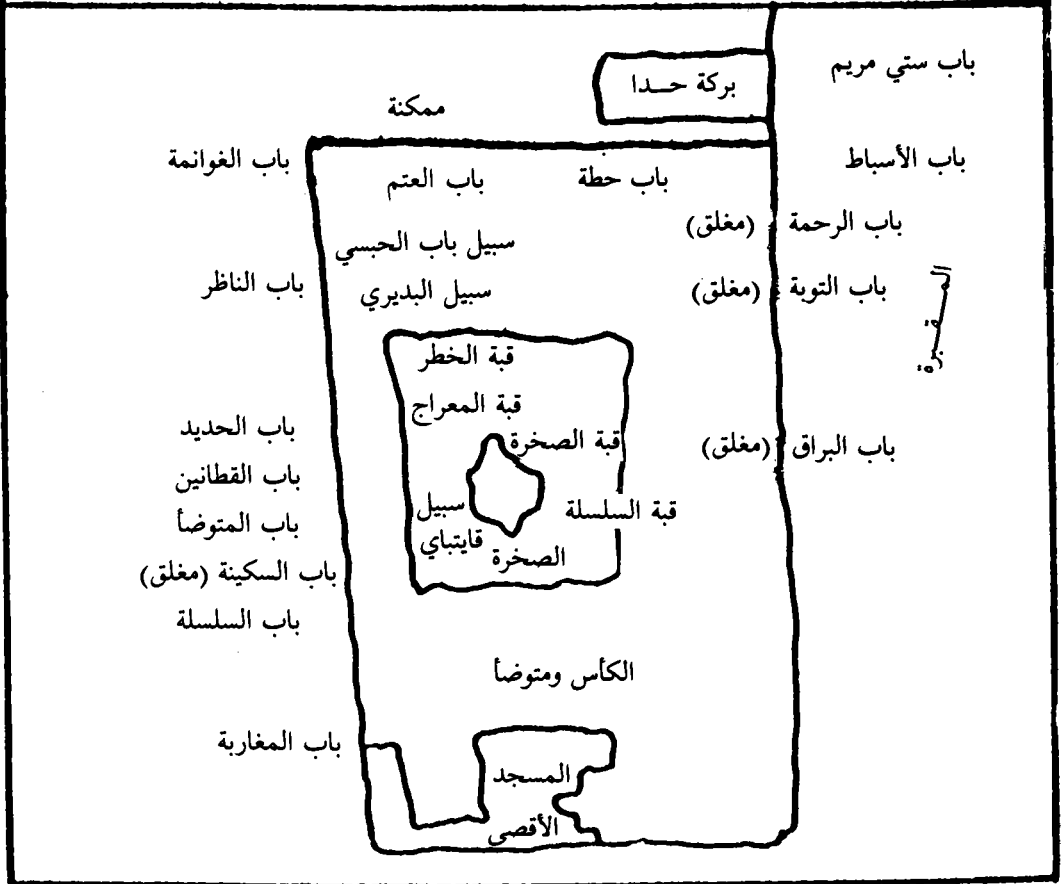 باب ستي مريم
بركة حـــدا
ممكنة
باب الأسباط
باب الغوانمة
باب حطة
باب العتم
باب الرحمة (مغلق)
سبيل باب الحبسي
باب التوبة (مغلق)
سبيل البديري
باب الناظر
المقبرة
قبة الخطر
قبة المعراج
باب الحديد
قبة الصخرة
باب البراق (مغلق)
باب القطانين
سبيل
قايتباي
قبة السلسلة
باب المتوضأ
الصخرة
باب السكينة (مغلق)
باب السلسلة
الكأس ومتوضأ
باب المغاربة
المسجد
الأقصى